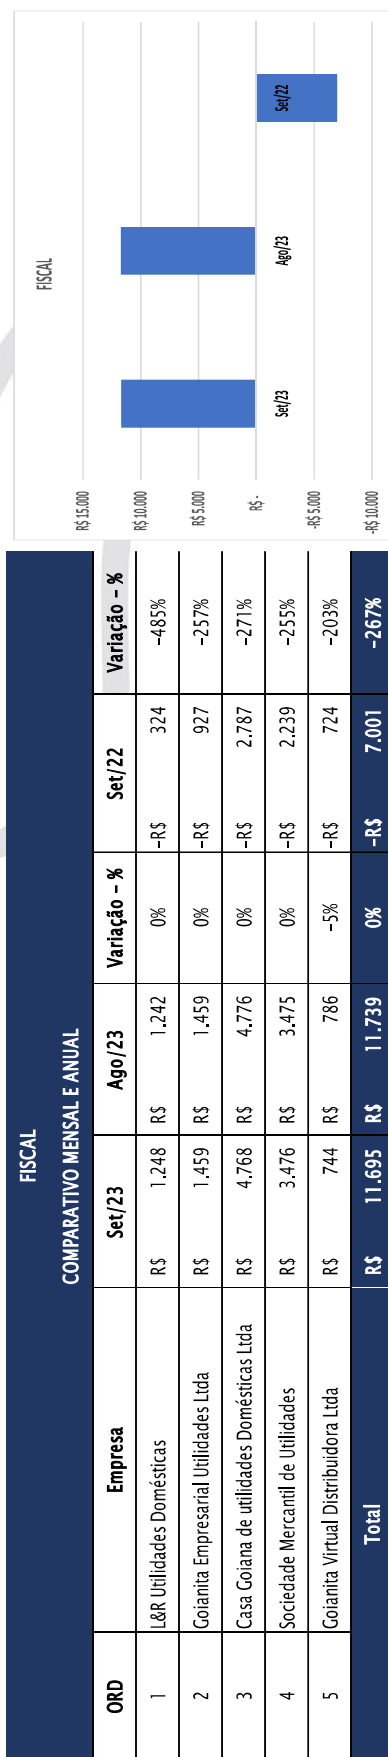 FISCAL
COMPARATIVO MENSAL E ANUAL
ORD Empresa Set/23 Ago/23 Variação – % Set/22 Variação – %
1 L&R Utilidades Domésticas R$ 1.248 R$ 1.242 0% –R$ 324 –485%
2 Goianita Empresarial Utilidades Ltda R$ 1.459 R$ 1.459 0% –R$ 927 –257%
3 Casa Goiana de utilidades Domésticas Ltda R$ 4.768 R$ 4.776 0% –R$ 2.787 –271%
4 Sociedade Mercantil de Utilidades R$ 3.476 R$ 3.475 0% –R$ 2.239 –255%
5 Goianita Virtual Distribuidora Ltda R$ 744 R$ 786 –5% –R$ 724 –203%
Total R$ 11.695 R$ 11.739 0% –R$ 7.001 –267%
FISCAL
R$ 15.000
R$ 10.000
R$ 5.000
R$ -
-R$ 5.000
-R$ 10.000
Set/23 Ago/23 Set/22